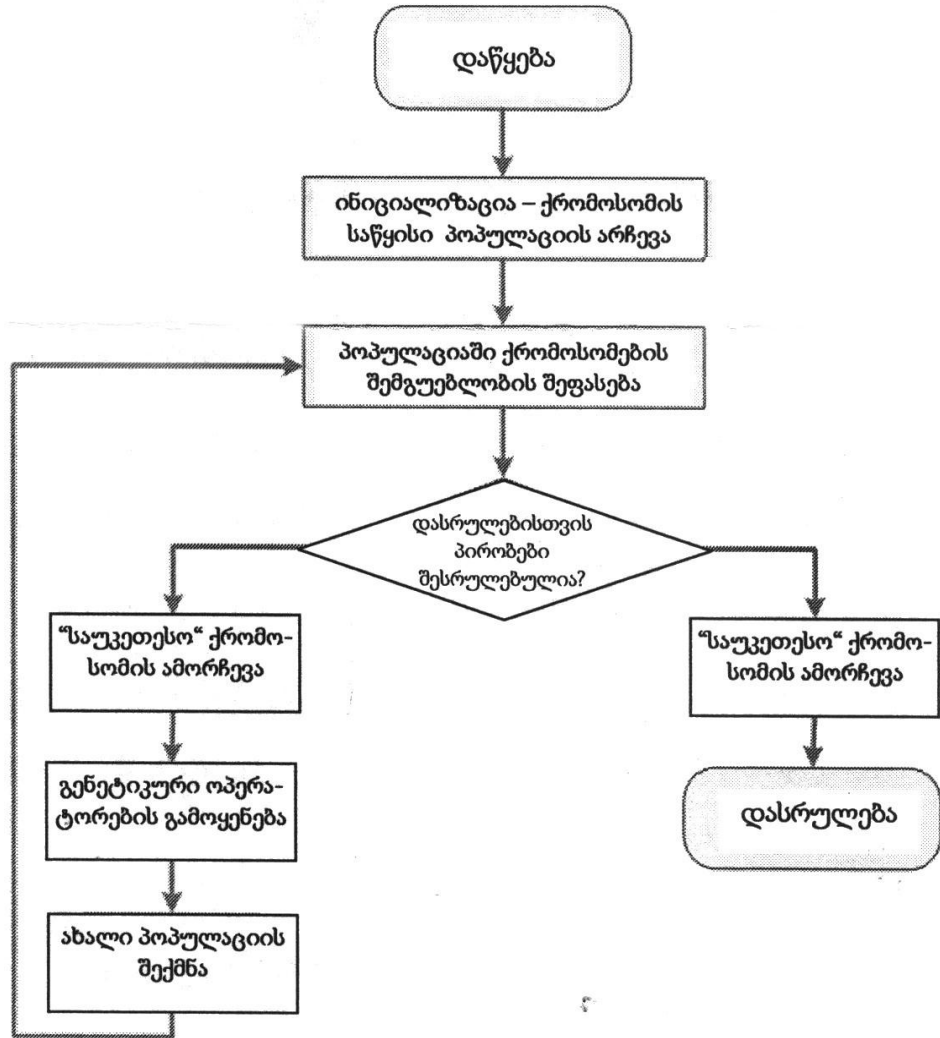 დაწყება
ინიციალიზაცია – ქრომოსომის
საწყისი პოპულაციის არჩევა
პოპულაციაში ქრომოსომების
შემგუებლობის შეფასება
დასრულებისთვის
პირობები
შესრულებულია?
“საუკეთესო“ ქრომო-
სომის ამორჩევა
გენეტიკური ოპერა-
ტორების გამოყენება
ახალი პოპულაციის
შექმნა
“საუკეთესო“ ქრომო-
სომის ამორჩევა
დასრულება